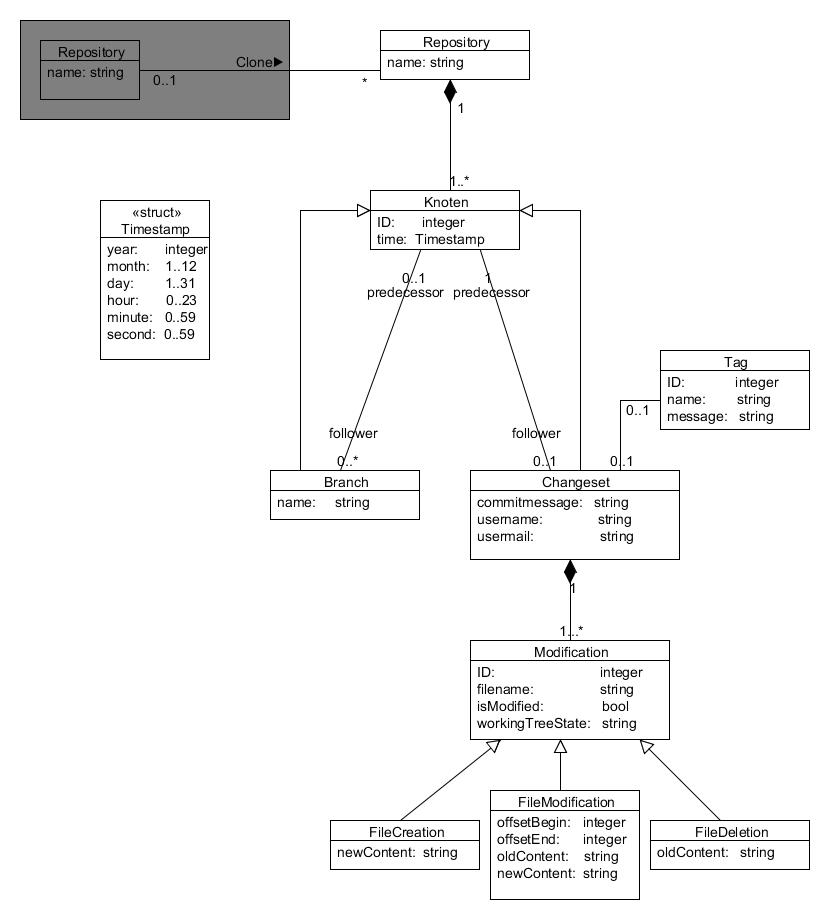 Repository
name: string
Clone▶
0..1
*
Repository
name: string
1
1..*
Knoten
ID: integer
time: Timestamp
«struct»
Timestamp
year: integer
month: 1..12
day: 1..31
hour: 0..23
minute: 0..59
second: 0..59
0..1
predecessor
1
predecessor
follower
0..*
follower
0..1
Tag
ID: integer
name: string
message: string
0..1
0..1
Branch
name: string
Changeset
commitmessage: string
username: string
usermail: string
1
1...*
Modification
ID: integer
filename: string
isModified: bool
workingTreeState: string
FileCreation
newContent: string
FileModification
offsetBegin: integer
offsetEnd: integer
oldContent: string
newContent: string
FileDeletion
oldContent: string